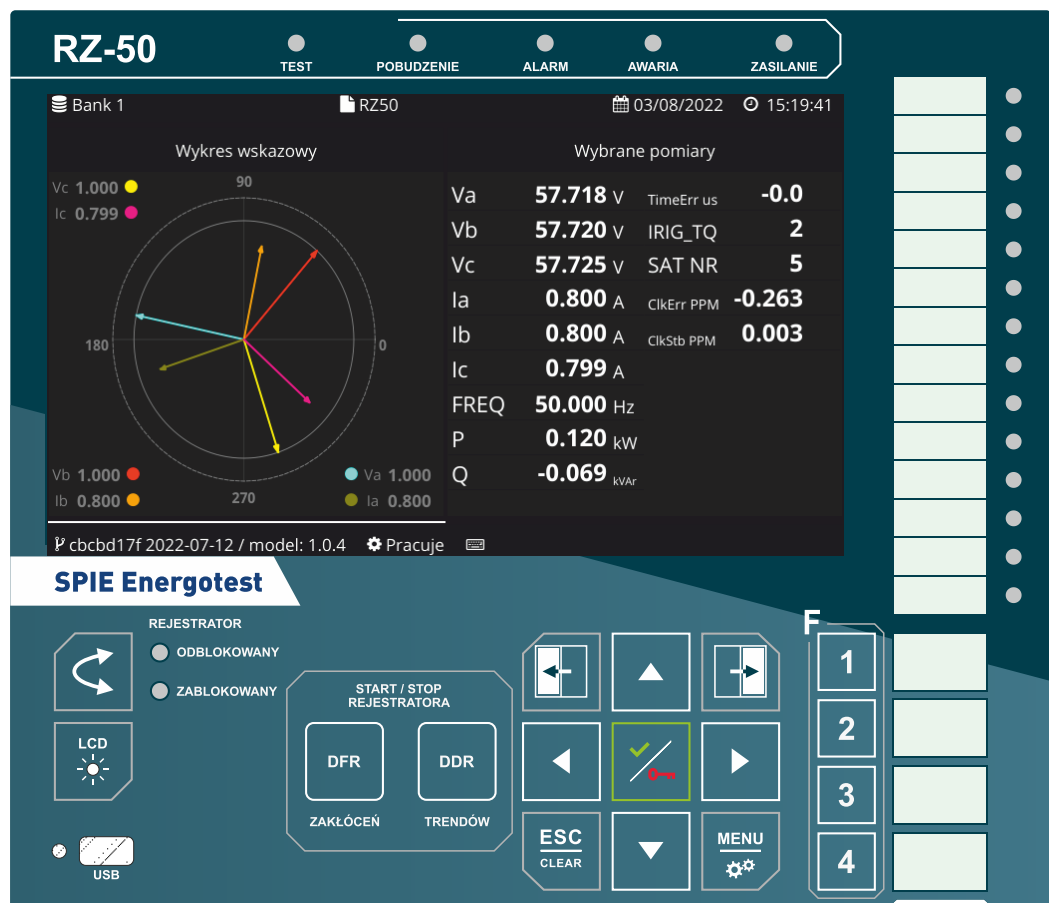 RZ-50
TEST POBUDZENIE ALARM AWARIA ZASILANIE
Bank 1 RZ50 03/08/2022 15:19:41
Wykres wskazowy
Vc 1.000
Ic 0.799
90
180
0
270
Vb 1.000
Ib 0.800
Va 1.000
Ia 0.800
Wybrane pomiary
Va 57.718 V TimeErr us -0.0
Vb 57.720 V IRIG_TQ 2
Vc 57.725 V SAT NR 5
Ia 0.800 A ClkErr PPM -0.263
Ib 0.800 A ClkStb PPM 0.003
Ic 0.799 A
FREQ 50.000 Hz
P 0.120 kW
Q -0.069 kVAr
cbcbd17f 2022-07-12 / model: 1.0.4 Pracuje
SPIE Energotest
REJESTRATOR
ODBLOKOWANY
ZABLOKOWANY
LCD
USB
START / STOP
REJESTRATORA
DFR DDR
ZAKŁÓCEŃ TRENDÓW
ESC
CLEAR
MENU
F
1
2
3
4